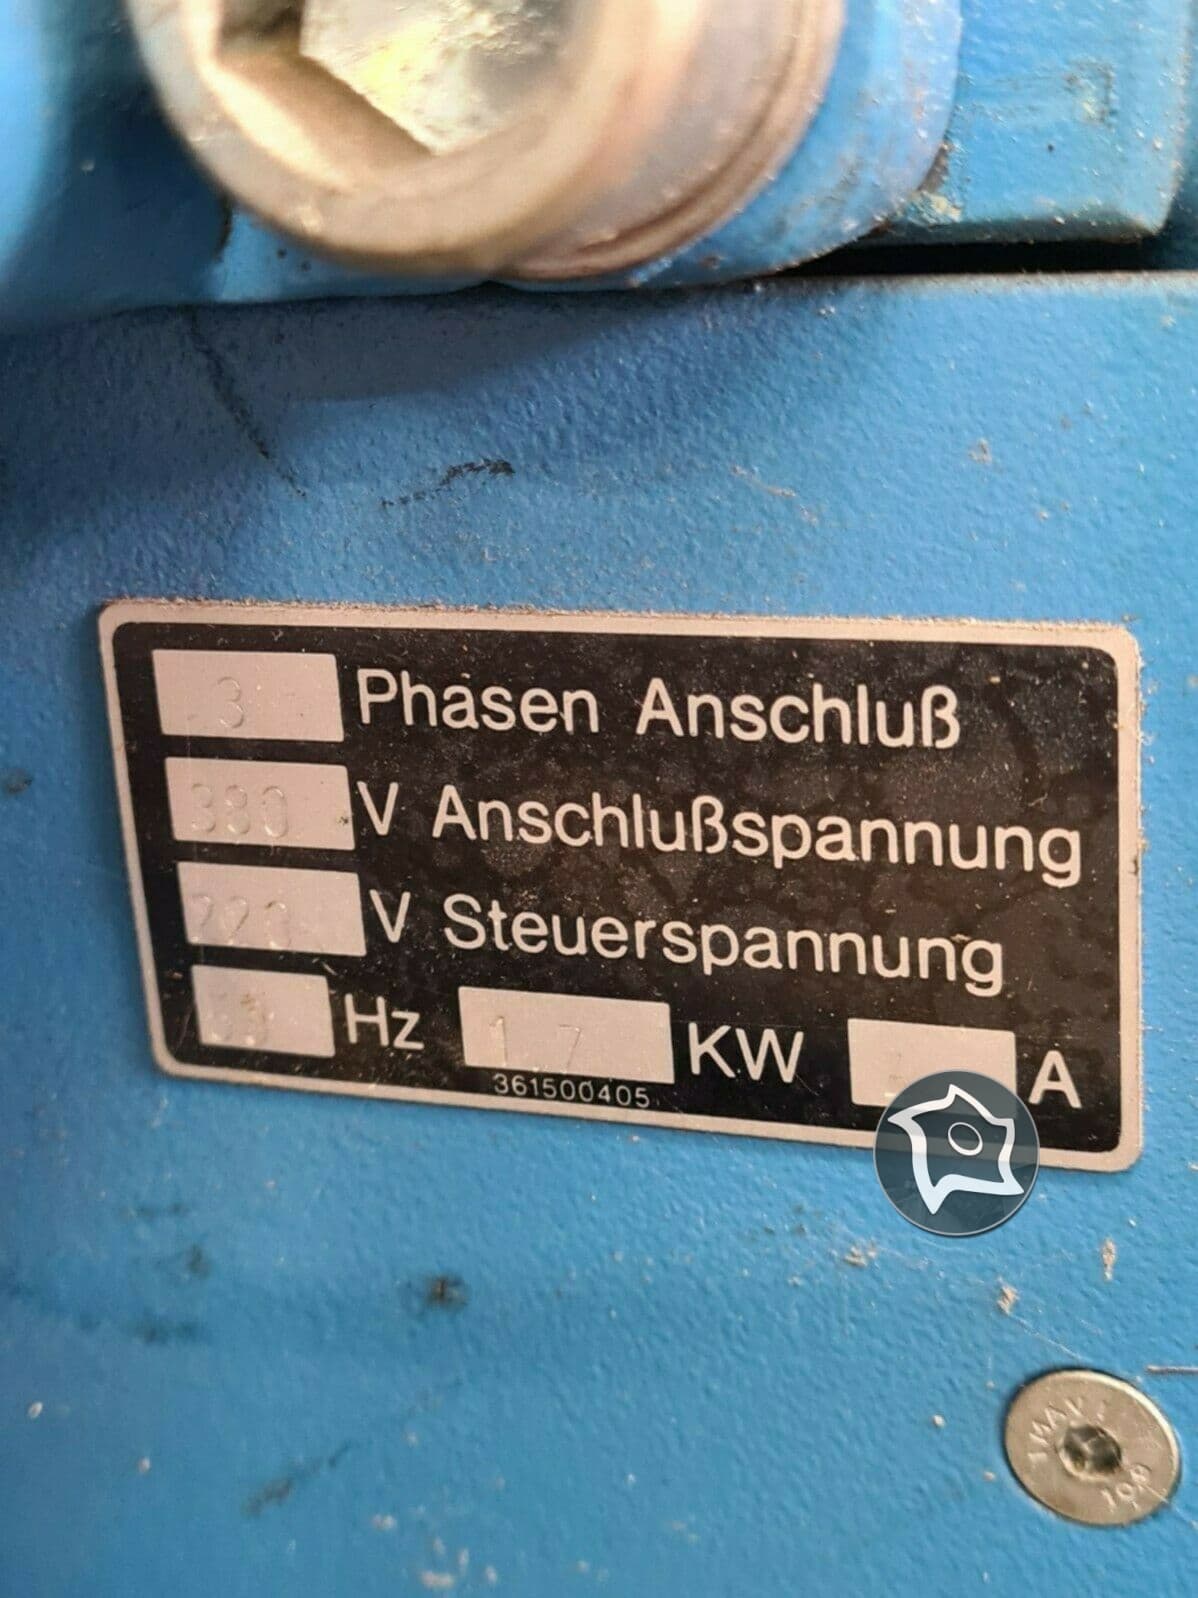 3 Phasen Anschluß
380 V Anschlußspannung
220 V Steuerspannung
Hz 1 7 KW A
361500405